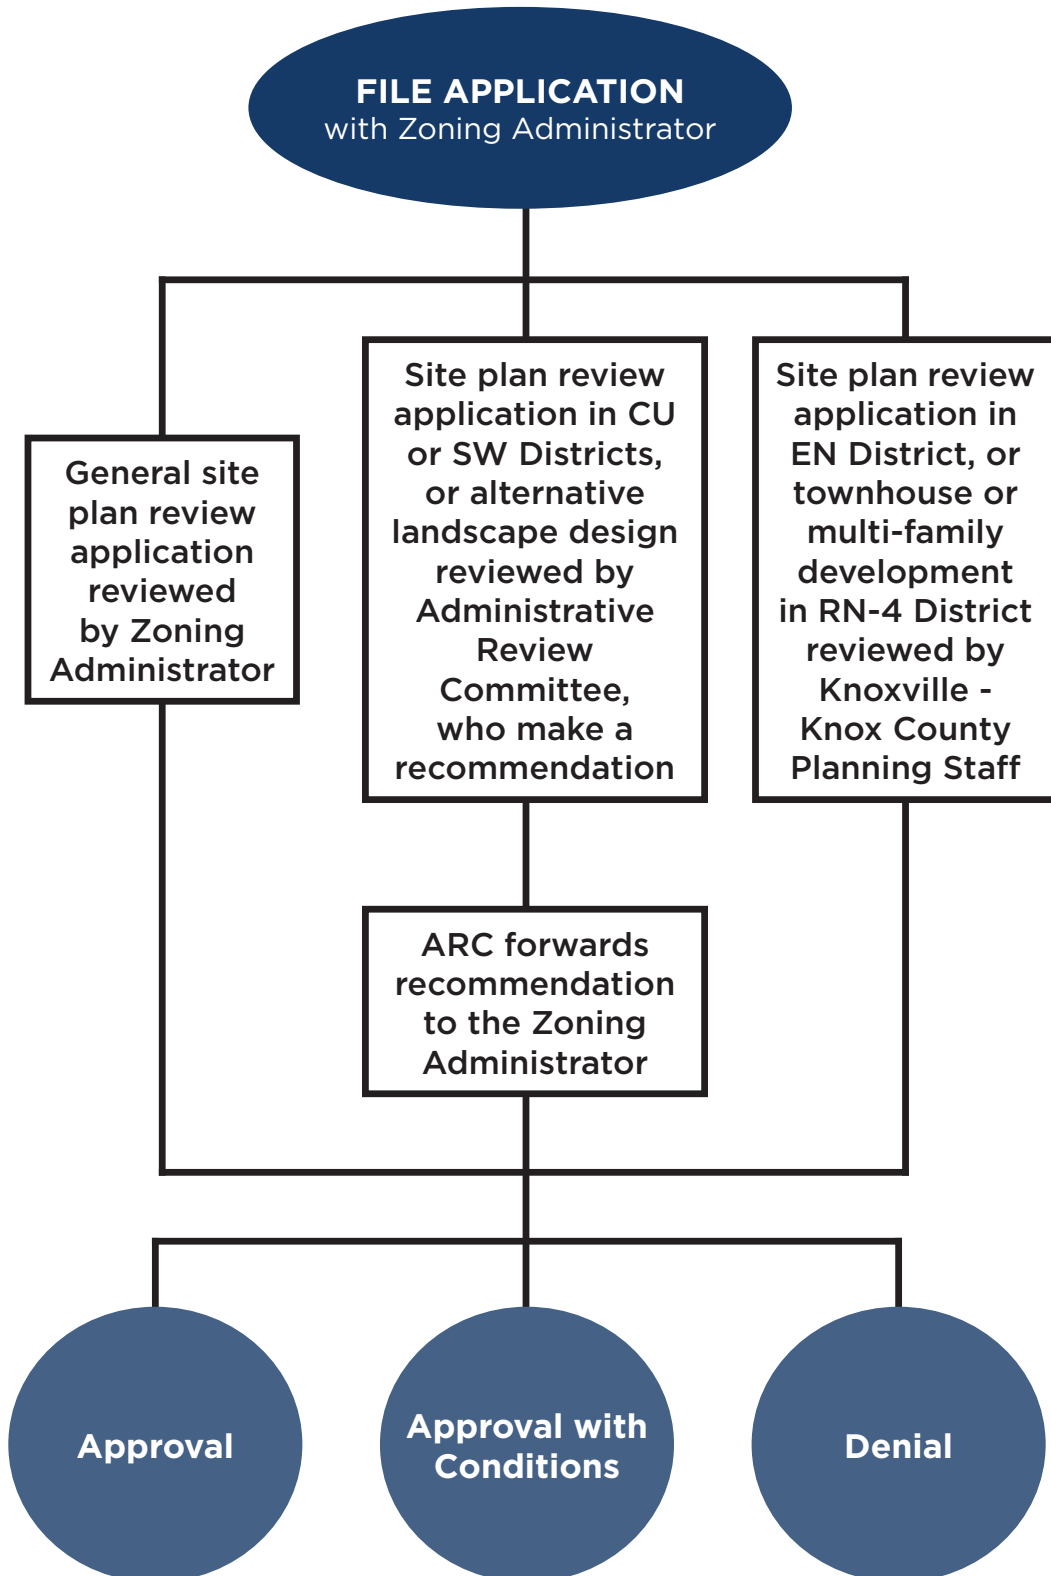 FILE APPLICATION
with Zoning Administrator
General site
plan review
application
reviewed
by Zoning
Administrator
Site plan review
application in CU
or SW Districts,
or alternative
landscape design
reviewed by
Administrative
Review
Committee,
who make a
recommendation
Site plan review
application in
EN District, or
townhouse or
multi-family
development
in RN-4 District
reviewed by
Knoxville -
Knox County
Planning Staff
ARC forwards
recommendation
to the Zoning
Administrator
Approval
Approval with
Conditions
Denial